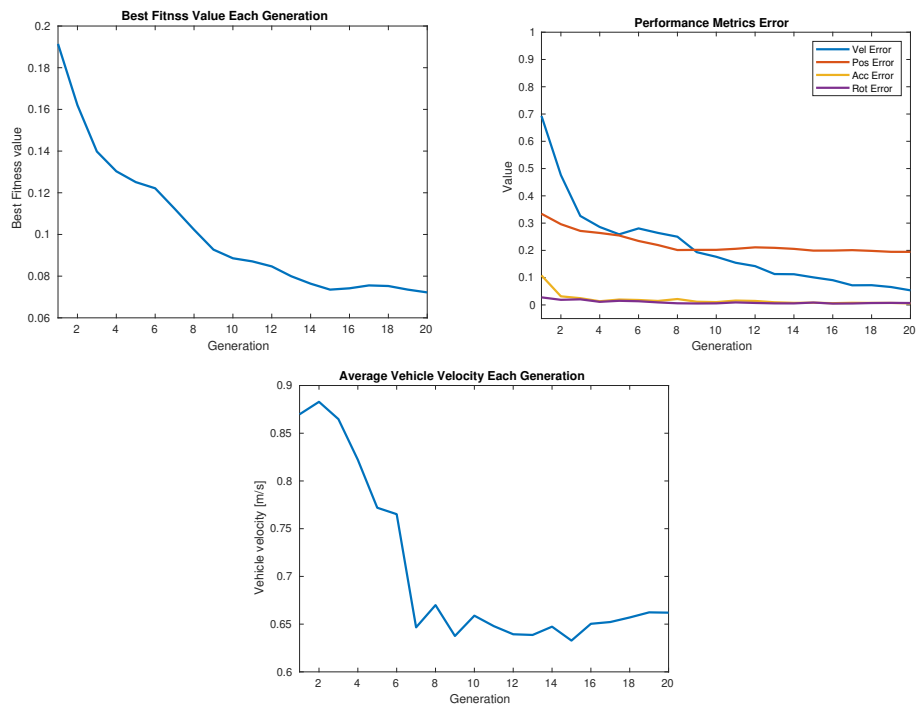 Best Fitnss Value Each Generation
0.2
0.18
0.16
0.14
0.12
0.1
0.08
0.06
Best Fitness value
2 4 6 8 10 12 14 16 18 20
Generation
Performance Metrics Error
1
0.9
0.8
0.7
0.6
0.5
0.4
0.3
0.2
0.1
0
Value
Vel Error
Pos Error
Acc Error
Rot Error
2 4 6 8 10 12 14 16 18 20
Generation
Average Vehicle Velocity Each Generation
0.9
0.85
0.8
0.75
0.7
0.65
0.6
Vehicle velocity [m/s]
2 4 6 8 10 12 14 16 18 20
Generation